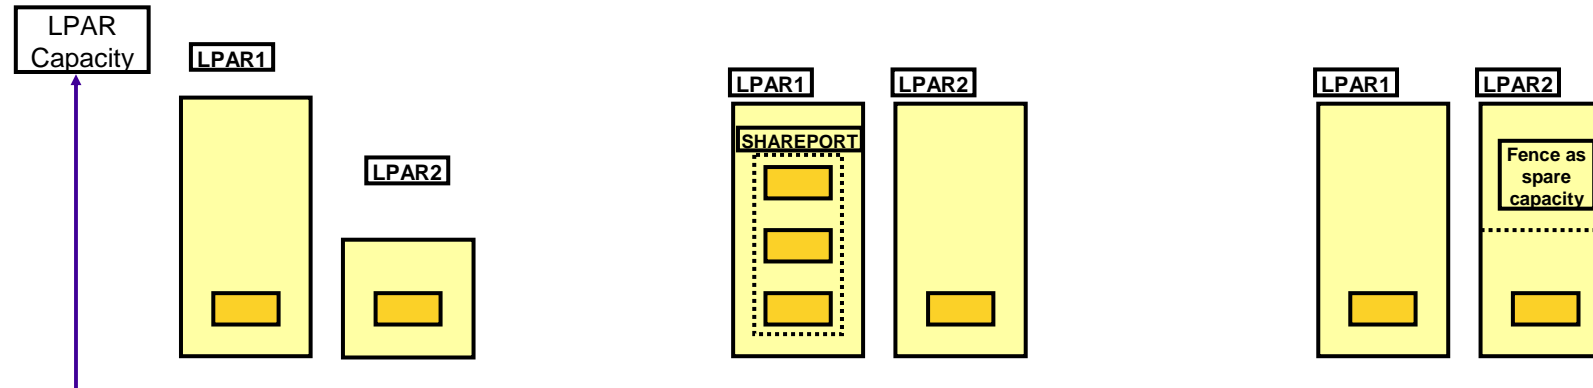 LPAR
Capacity
LPAR1
LPAR2
LPAR1
LPAR2
SHAREPORT
LPAR1
LPAR2
Fence as
spare
capacity